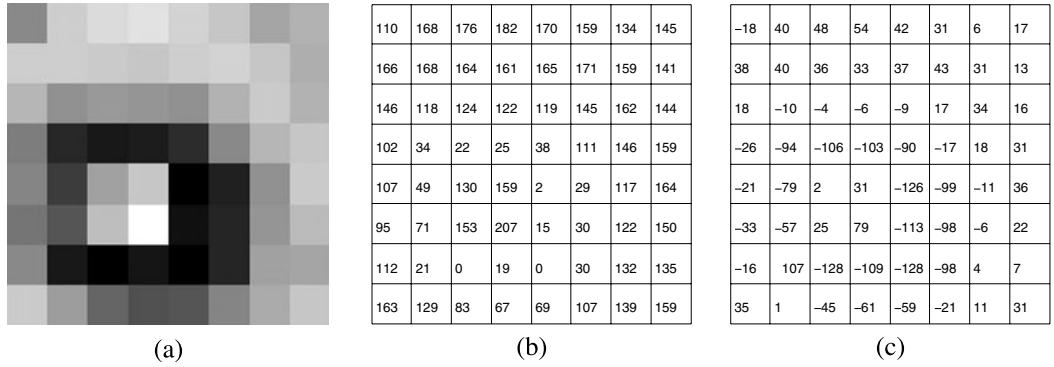 110 168 176 182 170 159 134 145 −18 40 48 54 42 31 6 17
166 168 164 161 165 171 159 141 38 40 36 33 37 43 31 13
146 118 124 122 119 145 162 144 18 −10 −4 −6 −9 17 34 16
102 34 22 25 38 111 146 159 −26 −94 −106 −103 −90 −17 18 31
107 49 130 159 2 29 117 164 −21 −79 2 31 −126 −99 −11 36
95 71 153 207 15 30 122 150 −33 −57 25 79 −113 −98 −6 22
112 21 0 19 0 30 132 135 −16 107 −128 −109 −128 −98 4 7
163 129 83 67 69 107 139 159 35 1 −45 −61 −59 −21 11 31
(a) (b) (c)